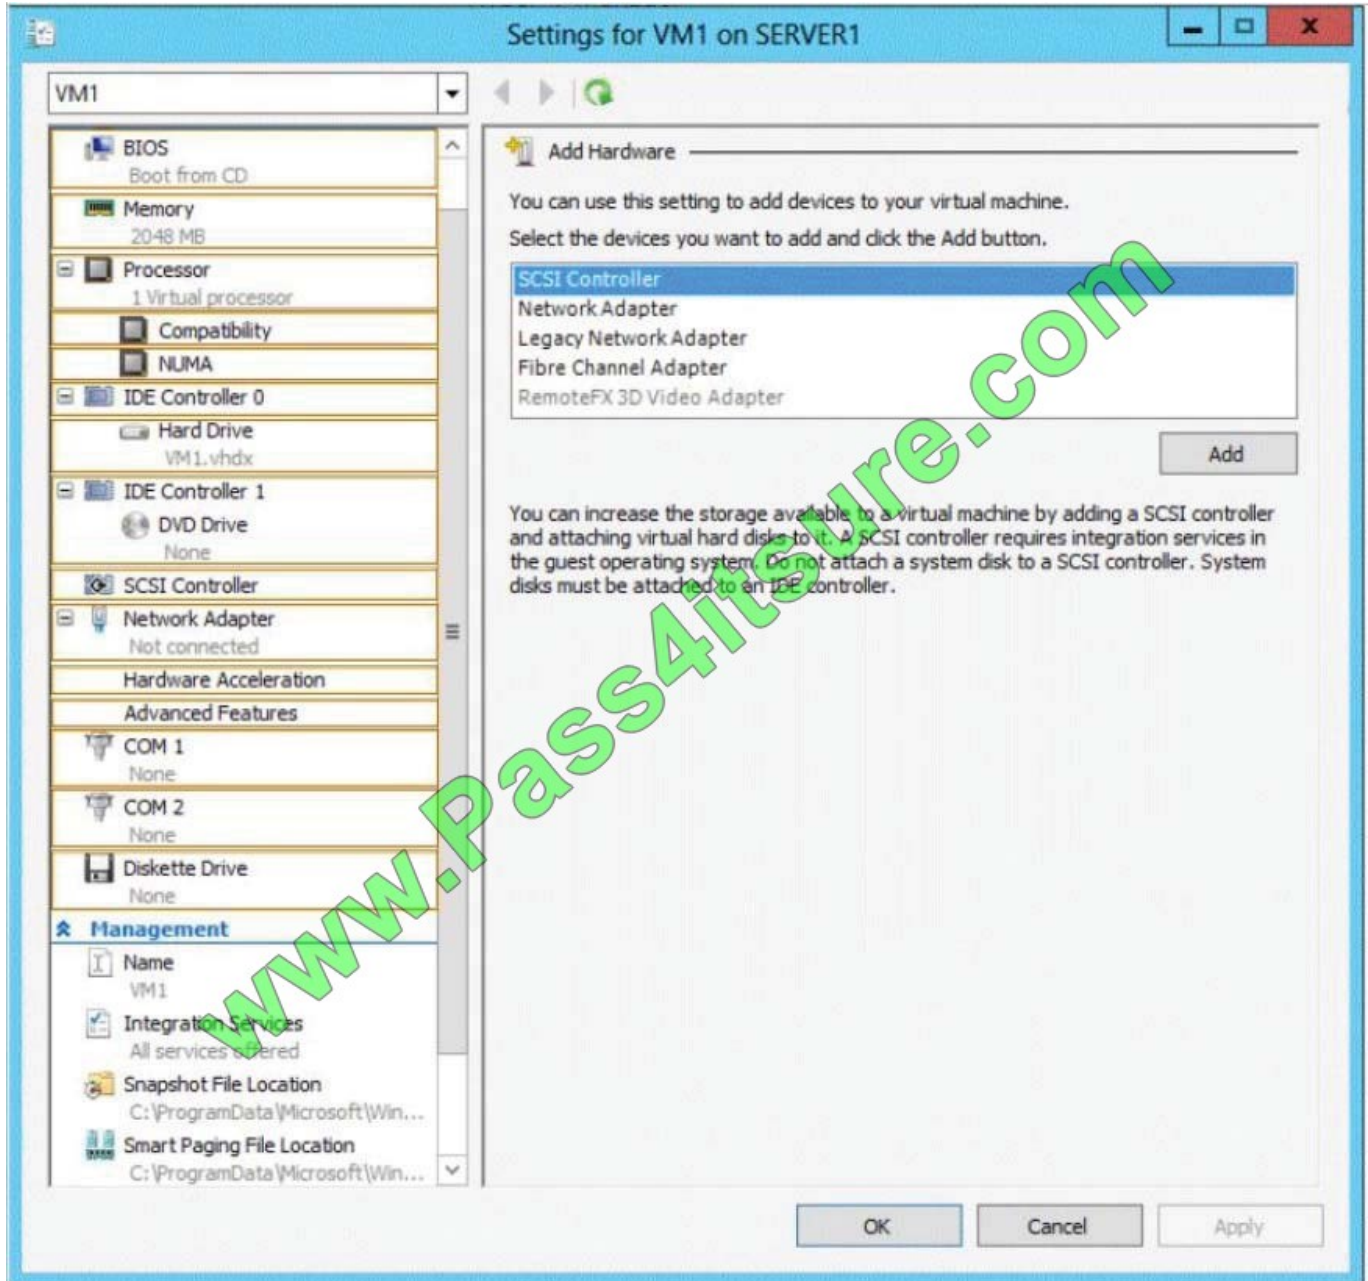 Settings for VM1 on SERVER1
VM1
BIOS
Boot from CD
Memory
2048 MB
Processor
1 Virtual processor
Compatibility
NUMA
IDE Controller 0
Hard Drive
VM1.vhdx
IDE Controller 1
DVD Drive
None
SCSI Controller
Network Adapter
Not connected
Hardware Acceleration
Advanced Features
COM 1
None
COM 2
None
Diskette Drive
None
Management
Name
VM1
Integration Services
All services offered
Snapshot File Location
C:\ProgramData\Microsoft\Win...
Smart Paging File Location
C:\ProgramData\Microsoft\Win...
Add Hardware
You can use this setting to add devices to your virtual machine.
Select the devices you want to add and click the Add button.
SCSI Controller
Network Adapter
Legacy Network Adapter
Fibre Channel Adapter
RemoteFX 3D Video Adapter
Add
You can increase the storage available to a virtual machine by adding a SCSI controller
and attaching virtual hard disks to it. A SCSI controller requires integration services in
the guest operating system. Do not attach a system disk to a SCSI controller. System
disks must be attached to an IDE controller.
www.Pass4itsure.com
OK
Cancel
Apply